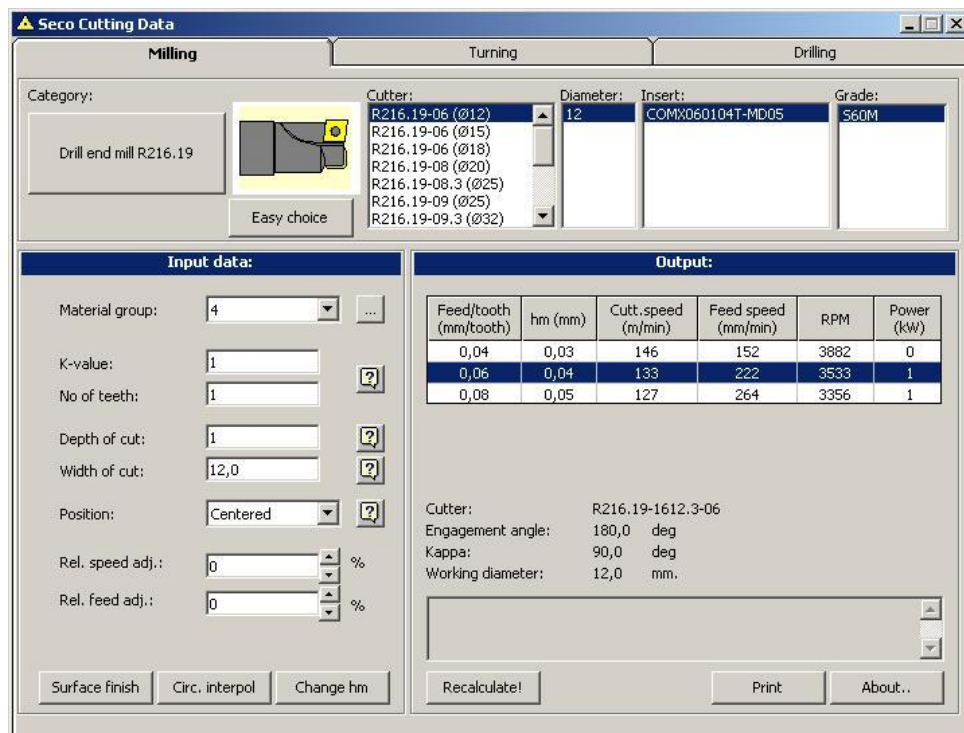 Seco Cutting Data
Milling Turning Drilling
Category: Cutter: Diameter: Insert: Grade:
Drill end mill R216.19
Easy choice
R216.19-06 (Ø12) 12 COMX060104T-MD05 S60M
R216.19-06 (Ø15)
R216.19-06 (Ø18)
R216.19-08 (Ø20)
R216.19-08.3 (Ø25)
R216.19-09 (Ø25)
R216.19-09.3 (Ø32)
Input data:
Material group: 4 ...
K-value: 1
No of teeth: 1
Depth of cut: 1
Width of cut: 12,0
Position: Centered
Rel. speed adj.: 0 %
Rel. feed adj.: 0 %
Surface finish Circ. interpol Change hm
Output:
Feed/tooth (mm/tooth) hm (mm) Cutt.speed (m/min) Feed speed (mm/min) RPM Power (kW)
0,04 0,03 146 152 3882 0
0,06 0,04 133 222 3533 1
0,08 0,05 127 264 3356 1
Cutter: R216.19-1612.3-06
Engagement angle: 180,0 deg
Kappa: 90,0 deg
Working diameter: 12,0 mm.
Recalculate! Print About..